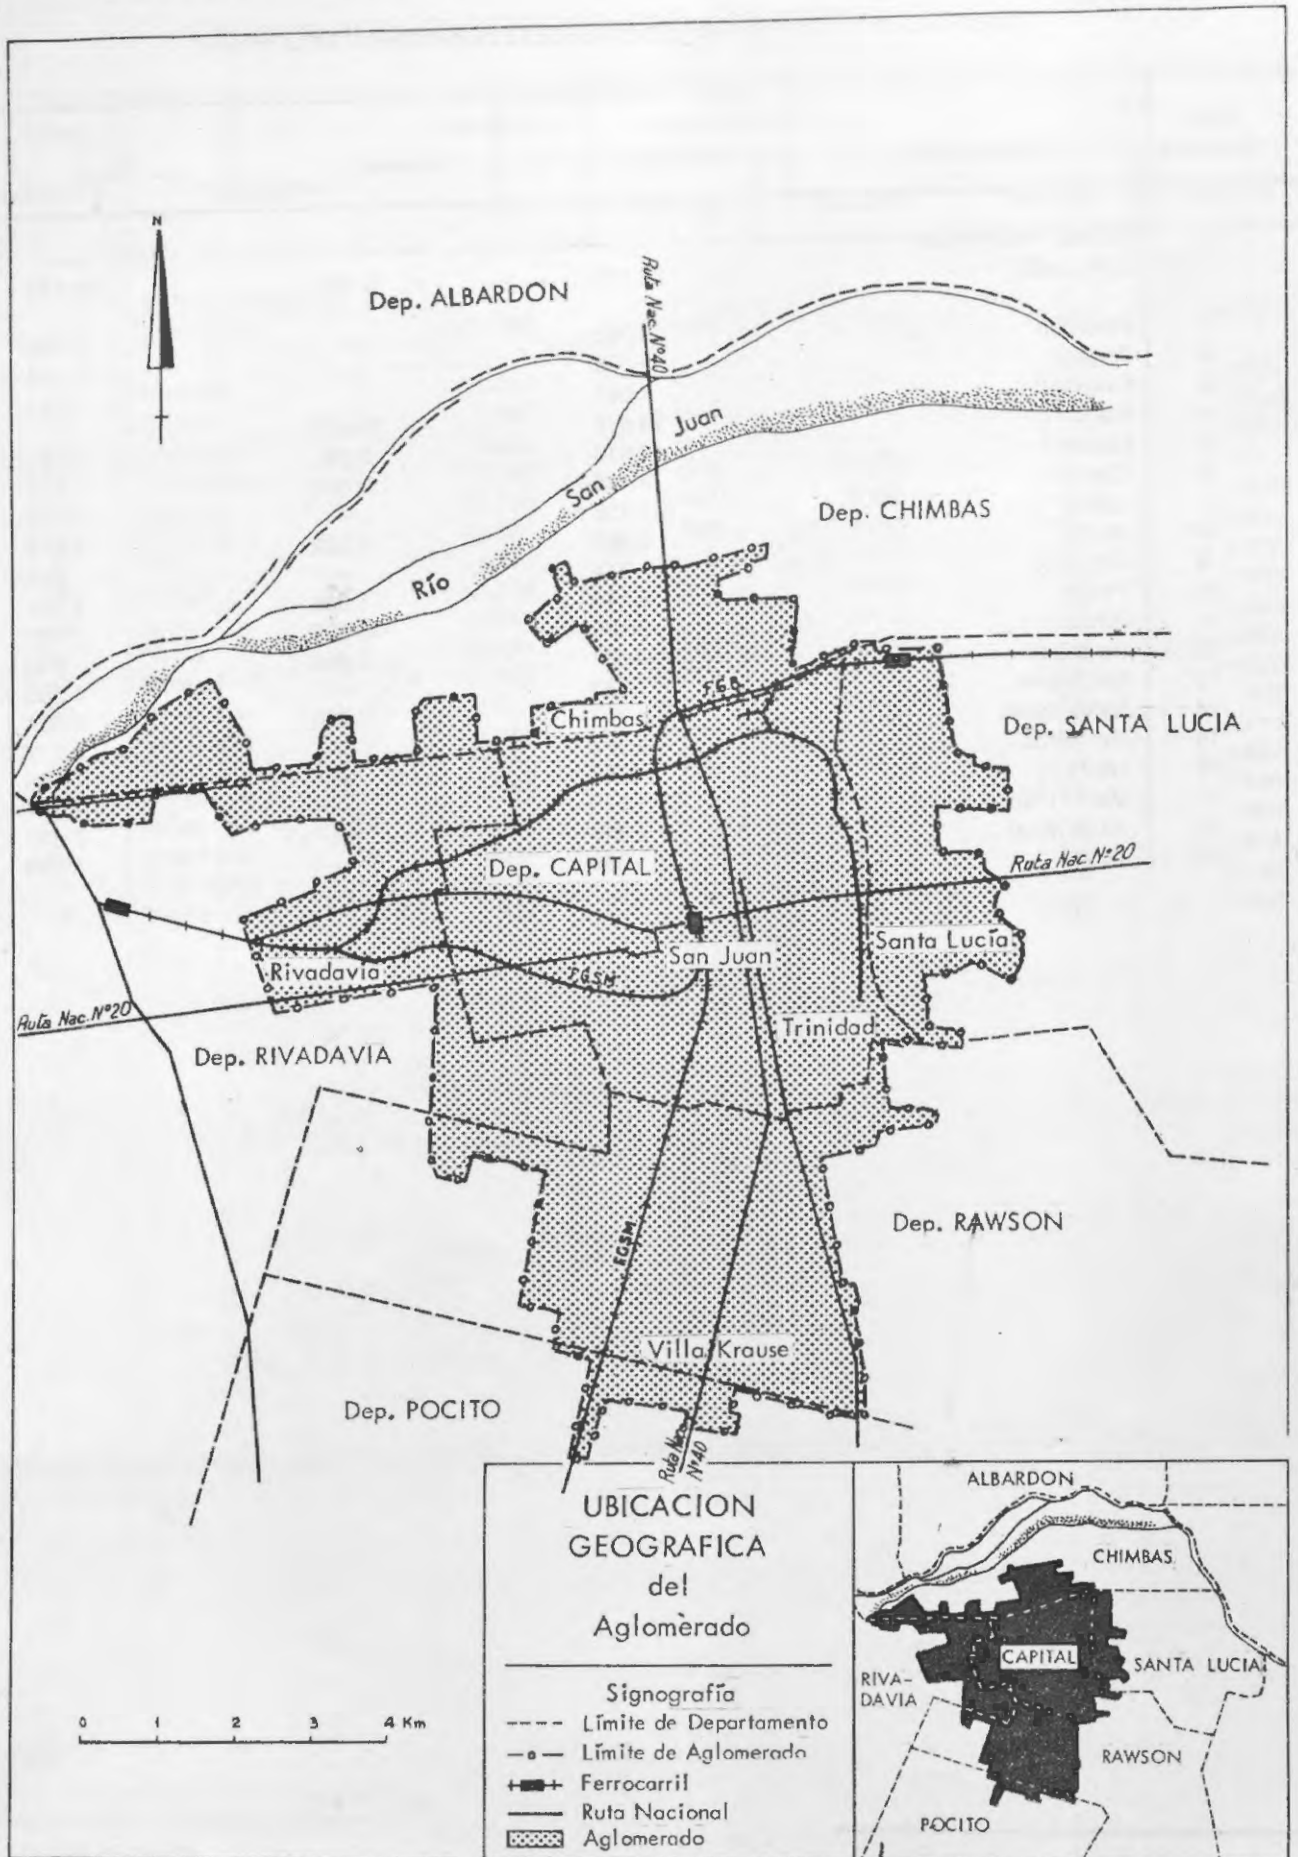 N
Dep. ALBARDON
Ruta Nac. Nº40
Juan
San
Río
Dep. CHIMBAS
F.G.B.
Chimbas
Dep. SANTA LUCIA
Ruta Nac. Nº20
Dep. CAPITAL
Santa Lucía
San Juan
Rivadavia
F.G.S.M
Ruta Nac. Nº20
Trinidad
Dep. RIVADAVIA
Dep. RAWSON
F.G.S.M
Villa Krause
Dep. POCITO
Ruta Nac.
Nº40
UBICACION
GEOGRAFICA
del
Aglomèrado
Signografía
Límite de Departamento
Límite de Aglomerado
Ferrocarril
Ruta Nacional
Aglomerado
0 1 2 3 4 Km
ALBARDON
CHIMBAS
CAPITAL
SANTA LUCIA
RIVA-
DAVIA
RAWSON
POCITO